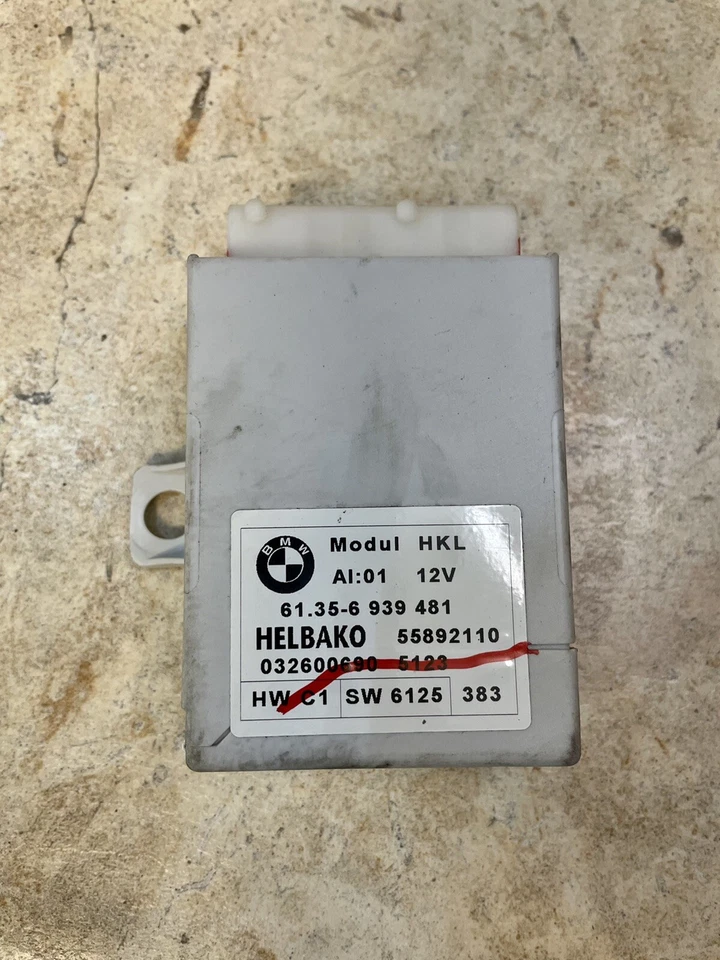 BMW
Modul HKL
AI:01 12V
61.35-6 939 481
HELBAKO 55892110
032600690 5123
HW C1 SW 6125 383